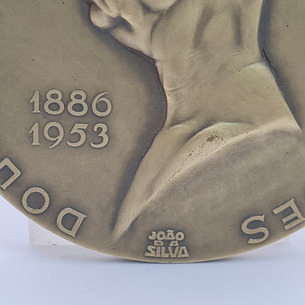 1886
1953
DOU
ES
JOÃO
DA
SILVA